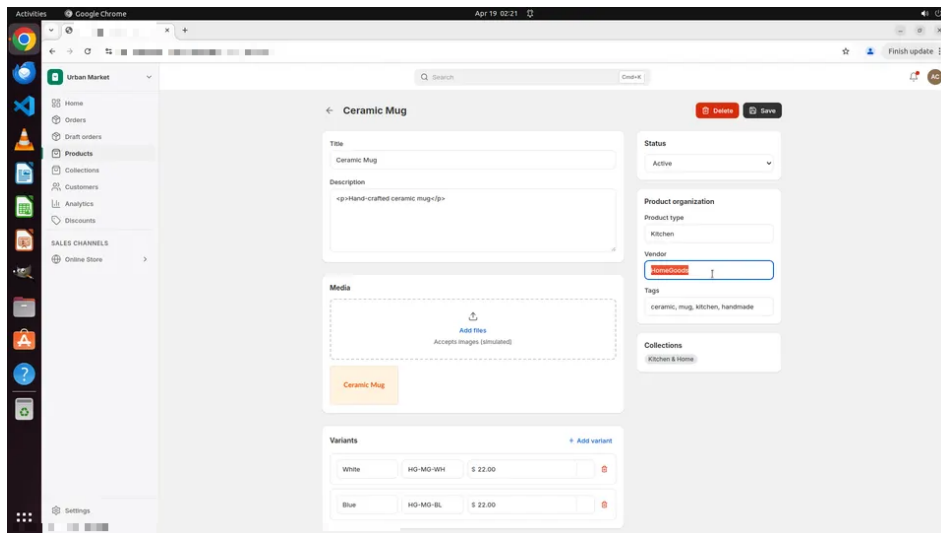 Activities
Google Chrome
Apr 19 02:21
Finish update
Urban Market
Search
Cmd+K
AC
Home
Orders
Draft orders
Products
Collections
Customers
Analytics
Discounts
SALES CHANNELS
Online Store
Settings
Ceramic Mug
Delete
Save
Title
Ceramic Mug
Description
<p>Hand-crafted ceramic mug</p>
Media
Add files
Accepts images (simulated)
Ceramic Mug
Variants
+ Add variant
White HG-MG-WH $ 22.00
Blue HG-MG-BL $ 22.00
Status
Active
Product organization
Product type
Kitchen
Vendor
HomeGoods
Tags
ceramic, mug, kitchen, handmade
Collections
Kitchen & Home